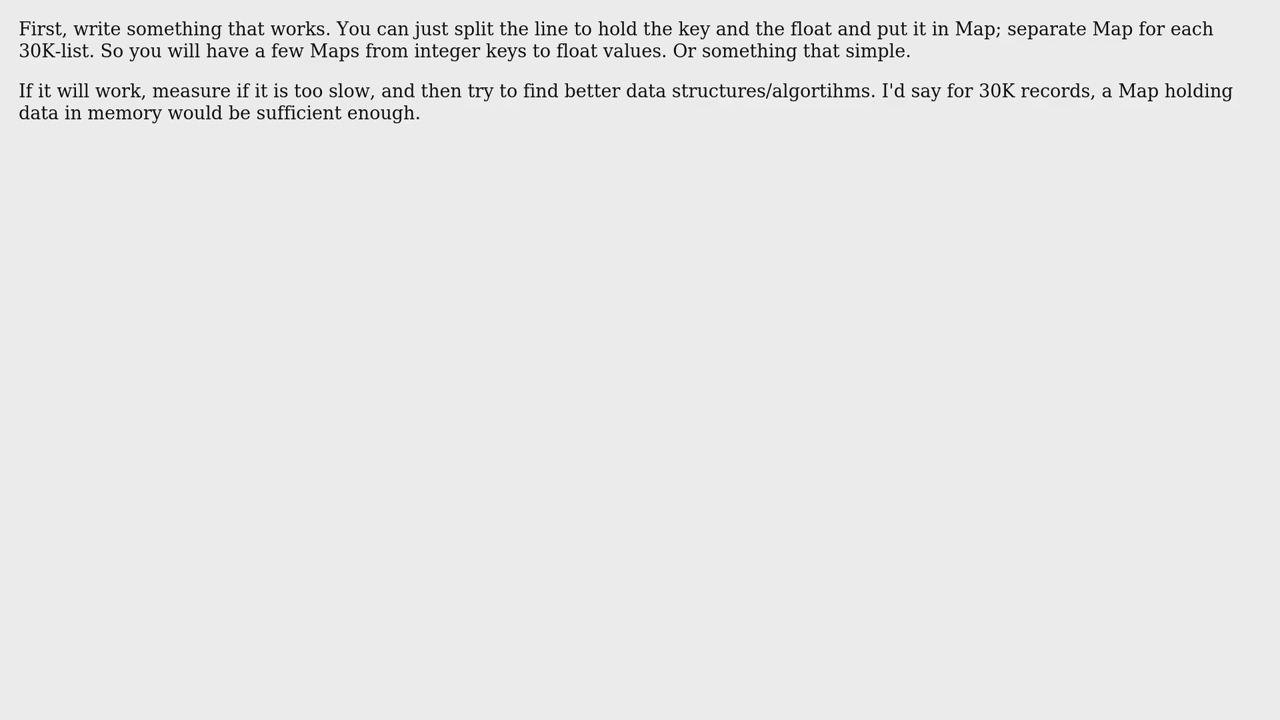 First, write something that works. You can just split the line to hold the key and the float and put it in Map; separate Map for each
30K-list. So you will have a few Maps from integer keys to float values. Or something that simple.
If it will work, measure if it is too slow, and then try to find better data structures/algortihms. I'd say for 30K records, a Map holding
data in memory would be sufficient enough.